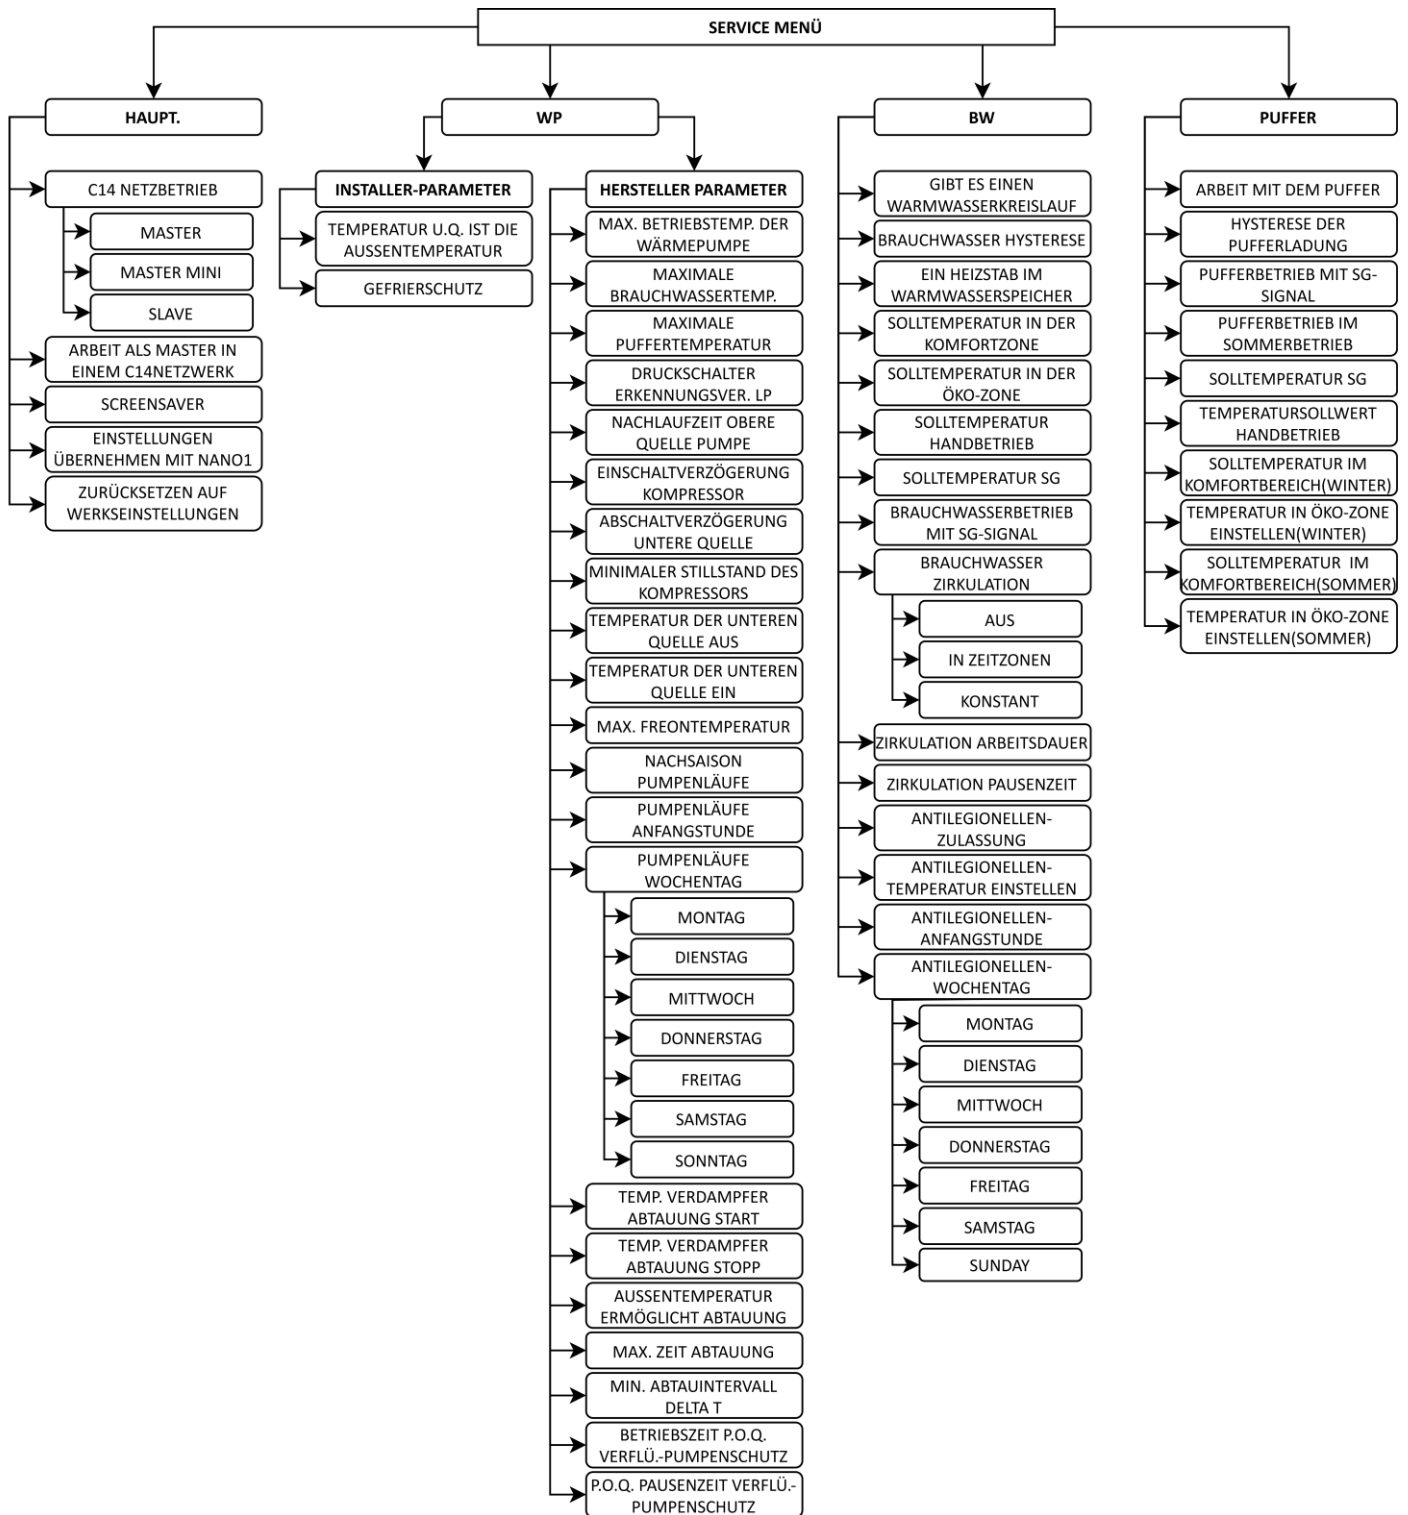 SERVICE MENÜ
HAUPT.
C14 NETZBETRIEB
MASTER
MASTER MINI
SLAVE
ARBEIT ALS MASTER IN
EINEM C14NETZWERK
SCREENSAVER
EINSTELLUNGEN
ÜBERNEHMEN MIT NANO1
ZURÜCKSETZEN AUF
WERKSEINSTELLUNGEN
WP
INSTALLER-PARAMETER
TEMPERATUR U.Q. IST DIE
AUSSENTEMPERATUR
GEFRIERSCHUTZ
HERSTELLER PARAMETER
MAX. BETRIEBSTEMP. DER
WÄRMEPUMPE
MAXIMALE
BRAUCHWASSERTEMP.
MAXIMALE
PUFFERTEMPERATUR
DRUCKSCHALTER
ERKENNUNGSVER. LP
NACHLAUFZEIT OBERE
QUELLE PUMPE
EINSCHALTVERZÖGERUNG
KOMPRESSOR
ABSCHALTVERZÖGERUNG
UNTERE QUELLE
MINIMALER STILLSTAND DES
KOMPRESSORS
TEMPERATUR DER UNTEREN
QUELLE AUS
TEMPERATUR DER UNTEREN
QUELLE EIN
MAX. FREONTEMPERATUR
NACHSAISON
PUMPENLÄUFE
PUMPENLÄUFE
ANFANGSTUNDE
PUMPENLÄUFE
WOCHENTAG
MONTAG
DIENSTAG
MITTWOCH
DONNERSTAG
FREITAG
SAMSTAG
SONNTAG
TEMP. VERDAMPFER
ABTAUUNG START
TEMP. VERDAMPFER
ABTAUUNG STOPP
AUSSENTEMPERATUR
ERMÖGLICHT ABTAUUNG
MAX. ZEIT ABTAUUNG
MIN. ABTAUINTERVALL
DELTA T
BETRIEBSZEIT P.O.Q.
VERFLÜ.-PUMPENSCHUTZ
P.O.Q. PAUSENZEIT VERFLÜ.-
PUMPENSCHUTZ
BW
GIBT ES EINEN
WARMWASSERKREISLAUF
BRAUCHWASSER HYSTERESE
EIN HEIZSTAB IM
WARMWASSERSPEICHER
SOLLTEMPERATUR IN DER
KOMFORTZONE
SOLLTEMPERATUR IN DER
ÖKO-ZONE
SOLLTEMPERATUR
HANDBETRIEB
SOLLTEMPERATUR SG
BRAUCHWASSERBETRIEB
MIT SG-SIGNAL
BRAUCHWASSER
ZIRKULATION
AUS
IN ZEITZONEN
KONSTANT
ZIRKULATION ARBEITSDAUER
ZIRKULATION PAUSENZEIT
ANTILEGIONELLEN-
ZULASSUNG
ANTILEGIONELLEN-
TEMPERATUR EINSTELLEN
ANTILEGIONELLEN-
ANFANGSTUNDE
ANTILEGIONELLEN-
WOCHENTAG
MONTAG
DIENSTAG
MITTWOCH
DONNERSTAG
FREITAG
SAMSTAG
SUNDAY
PUFFER
ARBEIT MIT DEM PUFFER
HYSTERESE DER
PUFFERLADUNG
PUFFERBETRIEB MIT SG-
SIGNAL
PUFFERBETRIEB IM
SOMMERBETRIEB
SOLLTEMPERATUR SG
TEMPERATURSOLLWERT
HANDBETRIEB
SOLLTEMPERATUR IM
KOMFORTBEREICH(WINTER)
TEMPERATUR IN ÖKO-ZONE
EINSTELLEN(WINTER)
SOLLTEMPERATUR IM
KOMFORTBEREICH(SOMMER)
TEMPERATUR IN ÖKO-ZONE
EINSTELLEN(SOMMER)